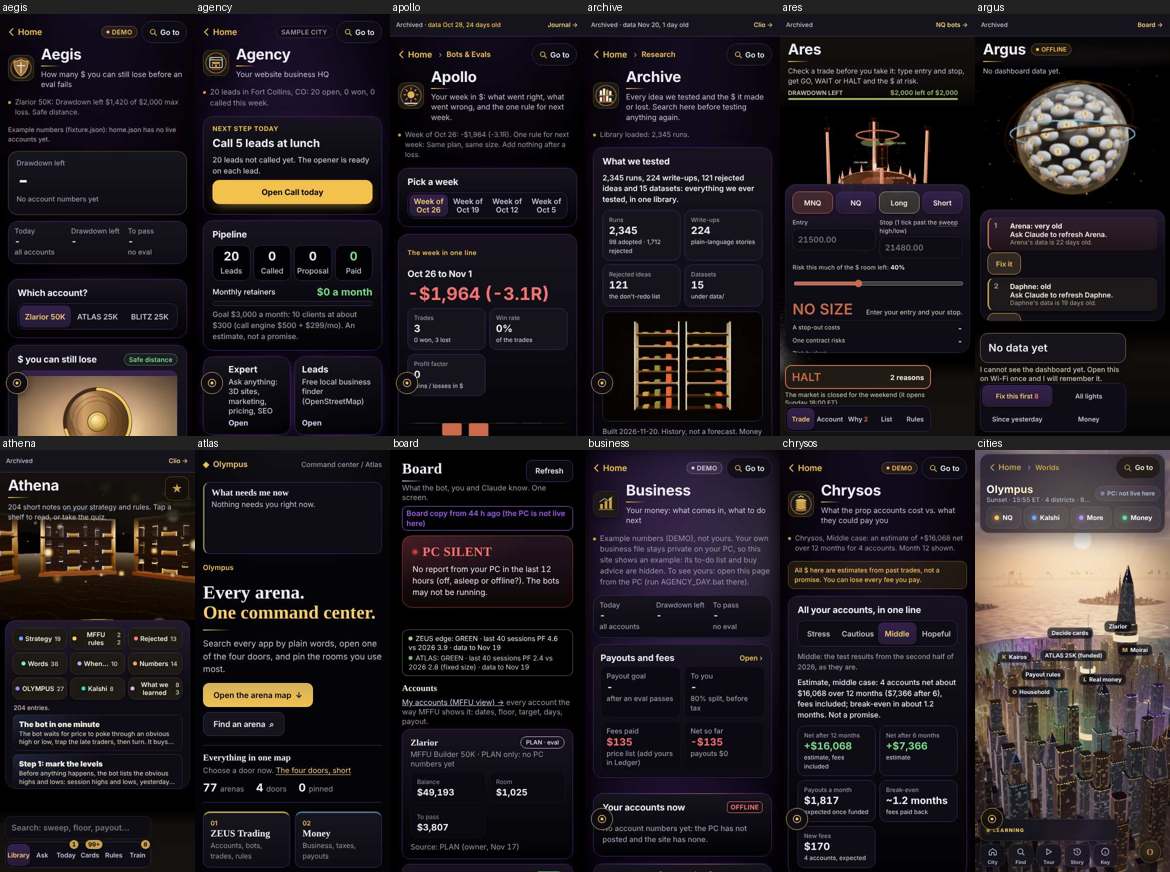 aegis
Home
DEMO
Go to
Aegis
How many $ you can still lose before an
eval fails
Zlarior 50K: Drawdown left $1,420 of $2,000 max
loss. Safe distance.
Example numbers (fixture.json): home.json has no live
accounts yet.
Drawdown left
-
No account numbers yet
Today
-
all accounts
Drawdown left
-
To pass
-
no eval
Which account?
Zlarior 50K
ATLAS 25K
BLITZ 25K
$ you can still lose
Safe distance
agency
Home
SAMPLE CITY
Go to
Agency
Your website business HQ
20 leads in Fort Collins, CO: 20 open, 0 won, 0
called this week.
NEXT STEP TODAY
Call 5 leads at lunch
20 leads not called yet. The opener is ready
on each lead.
Open Call today
Pipeline
20
Leads
0
Called
0
Proposal
0
Paid
Monthly retainers
$0 a month
Goal $3,000 a month: 10 clients at about
$300 (call engine $500 + $299/mo). An
estimate, not a promise.
Expert
Ask anything:
3D sites,
marketing,
pricing, SEO
Open
Leads
Free local business
finder
(OpenStreetMap)
Open
apollo
Archived · data Oct 28, 24 days old
Journal →
Home › Bots & Evals
Go to
Apollo
Your week in $: what went right, what
went wrong, and the one rule for next
week.
Week of Oct 26: -$1,964 (-3.1R). One rule for next
week: Same plan, same size. Add nothing after a
loss.
Pick a week
Week of
Oct 26
Week of
Oct 19
Week of
Oct 12
Week of
Oct 5
The week in one line
Oct 26 to Nov 1
-$1,964 (-3.1R)
Trades
3
0 won, 3 lost
Win rate
0%
of the trades
Profit factor
0
wins / losses in $
archive
Archived · data Nov 20, 1 day old
Clio →
Home › Research
Go to
Archive
Every idea we tested and the $ it made
or lost. Search here before testing
anything again.
Library loaded: 2,345 runs.
What we tested
2,345 runs, 224 write-ups, 121 rejected
ideas and 15 datasets: everything we ever
tested, in one library.
Runs
2,345
98 adopted · 1,712
rejected
Write-ups
224
plain-language stories
Rejected ideas
121
the don't-redo list
Datasets
15
under data/
Built 2026-11-20. History, not a forecast. Money
ares
Archived
NQ bots →
Ares
Check a trade before you take it: type entry and stop,
get GO, WAIT or HALT and the $ at risk.
DRAWDOWN LEFT
$2,000 left of $2,000
MNQ
NQ
Long
Short
Entry
Stop (1 tick past the sweep
high/low)
21500.00
21480.00
Risk this much of the $ room left: 40%
NO SIZE
Enter your entry and your stop.
A stop-out costs
-
One contract risks
-
HALT
2 reasons
The market is closed for the weekend (it opens
Sunday 18:00 ET)
Trade
Account
Why 2
List
Rules
argus
Archived
Board →
Argus
OFFLINE
No dashboard data yet.
1
Arena: very old
Ask Claude to refresh Arena.
Arena's data is 22 days old.
Fix it
2
Daphne: old
Ask Claude to refresh Daphne.
Daphne's data is 19 days old.
No data yet
I cannot see the dashboard yet. Open this
on Wi-Fi once and I will remember it.
Fix this first 8
All lights
Since yesterday
Money
athena
Archived
Clio →
Athena
204 short notes on your strategy and rules. Tap a
shelf to read, or take the quiz.
Strategy 19
MFFU
rules
22
Rejected 13
Words 36
When... 10
Numbers 14
OLYMPUS 27
Kalshi 6
What we
learned
204 entries.
The bot in one minute
The bot waits for price to poke through an obvious
high or low, trap the late traders, then turn. It buys...
Step 1: mark the levels
Before anything happens, the bot lists the obvious
highs and lows: session highs and lows, yesterday...
Search: sweep, floor, payout...
Library
Ask
1
Today
99+
Cards
Rules
Train
atlas
Olympus
Command center / Atlas
What needs me now
Nothing needs you right now.
Olympus
Every arena.
One command center.
Search every app by plain words, open one
of the four doors, and pin the rooms you use
most.
Open the arena map ↓
Find an arena
Everything in one map
Choose a door now. The four doors, short
77 arenas
4 doors
0 pinned
01
ZEUS Trading
Accounts, bots,
trades, rules
02
Money
Business, taxes,
payouts
board
Board
Refresh
What the bot, you and Claude know. One
screen.
Board copy from 44 h ago (the PC is not live
here)
PC SILENT
No report from your PC in the last 12
hours (off, asleep or offline?). The bots
may not be running.
ZEUS edge: GREEN · last 40 sessions PF 4.6
vs 2026 3.9 · data to Nov 19
ATLAS: GREEN · last 40 sessions PF 2.4 vs
2026 2.8 (fixed size) · data to Nov 19
Accounts
My accounts (MFFU view) → every account the
way MFFU shows it: dates, floor, target, days,
payout.
Zlarior
PLAN · eval
MFFU Builder 50K · PLAN only: no PC
numbers yet
Balance
$49,193
Room
$1,025
To pass
$3,807
Source: PLAN (owner, Nov 17)
business
Home
DEMO
Go to
Business
Your money: what comes in, what to do
next
Example numbers (DEMO), not yours. Your own
business file stays private on your PC, so this
site shows an example: its to-do list and buy
advice are hidden. To see yours: open this page
from the PC (run AGENCY_DAY.bat there).
Today
-
all accounts
Drawdown left
-
To pass
-
no eval
Payouts and fees
Open ›
Payout goal
-
after an eval passes
To you
-
80% split, before
tax
Fees paid
$135
price list (add yours
in Ledger)
Net so far
-$135
payouts $0
Your accounts now
OFFLINE
No account numbers yet: the PC has not
posted and the site has none.
chrysos
Home
DEMO
Go to
Chrysos
What the prop accounts cost vs. what
they could pay you
Chrysos, Middle case: an estimate of +$16,068 net
over 12 months for 4 accounts. Month 12 shown.
All $ here are estimates from past trades, not a
promise. You can lose every fee you pay.
All your accounts, in one line
Stress
Cautious
Middle
Hopeful
Middle: the test results from the second half of
2026, as they are.
Estimate, middle case: 4 accounts net about
$16,068 over 12 months ($7,366 after 6),
fees included; break-even in about 1.2
months. Not a promise.
Net after 12 months
+$16,068
estimate, fees
included
Net after 6 months
+$7,366
estimate
Payouts a month
$1,817
expected once funded
Break-even
~1.2 months
fees paid back
New fees
$170
4 accounts, expected
cities
Home › Worlds
Go to
Olympus
Sunset · 15:55 ET · 4 districts · 8...
PC: not live here
NQ
Kalshi
More
Money
Zlarior
Decide cards
Moirai
Kairos
ATLAS 25K (funded)
Payout rules
Real money
Household
LEARNING
City
Find
Tour
Story
Key